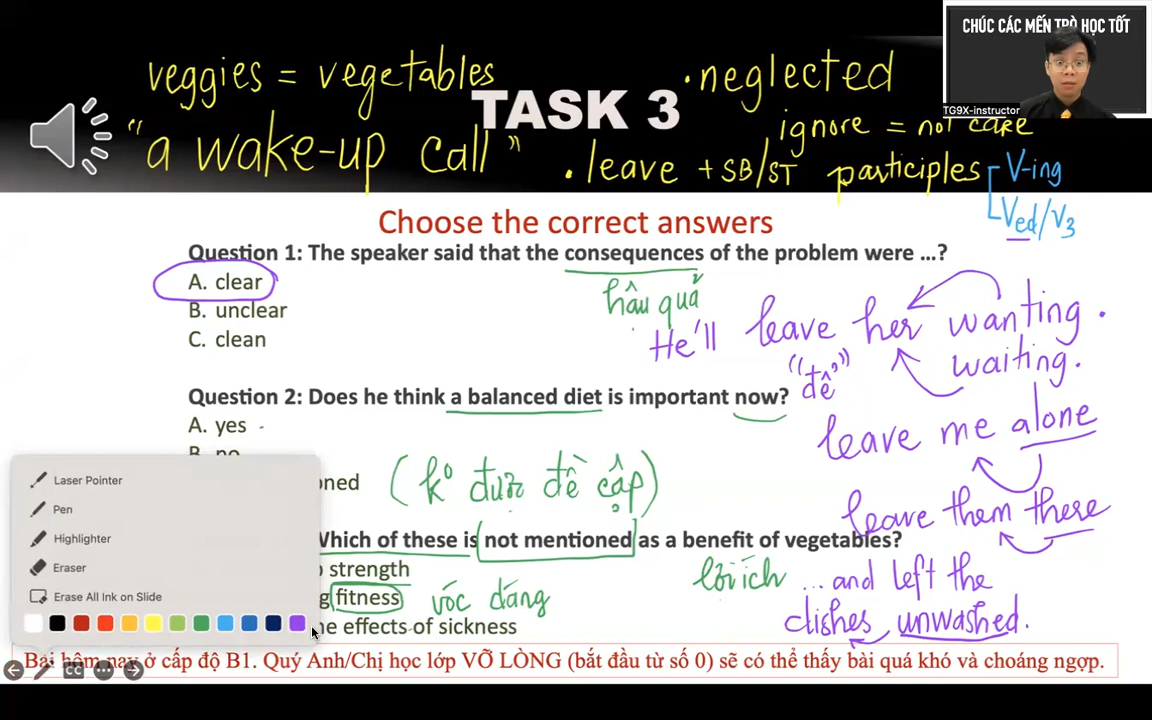 CHÚC CÁC MẾN TRÒ HỌC TỐT
TG9X-instructor
veggies = vegetables
"a wake-up call"
TASK 3
• neglected
ignore = not care
• leave + SB/ST participles
V-ing
Ved/V3
Choose the correct answers
Question 1: The speaker said that the consequences of the problem were …?
A. clear
B. unclear
C. clean
hậu quả
He'll leave her wanting.
waiting.
"để"
Question 2: Does he think a balanced diet is important now?
A. yes
B. no
oned
(ko được đề cập)
leave me alone
leave them there
Which of these is not mentioned as a benefit of vegetables?
strength
g fitness
vóc dáng
he effects of sickness
lợi ích
...and left the
dishes unwashed.
Laser Pointer
Pen
Highlighter
Eraser
Erase All Ink on Slide
Bài hôm nay ở cấp độ B1. Quý Anh/Chị học lớp VỠ LÒNG (bắt đầu từ số 0) sẽ có thể thấy bài quá khó và choáng ngợp.
CC